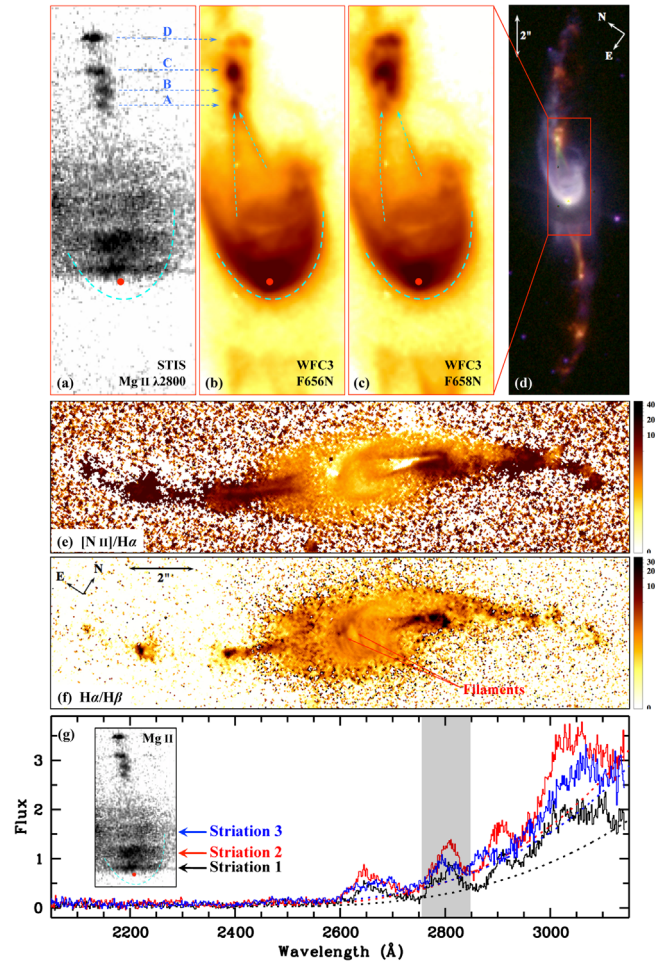 D
C
B
A
2"
N
E
STIS
Mg II λ2800
(a)
WFC3
F656N
(b)
WFC3
F658N
(c)
(d)
40
10
0
(e) [N II]/Hα
30
20
10
0
E
N
2"
(f) Hα/Hβ
Filaments
(g)
Mg II
Striation 3
Striation 2
Striation 1
Flux
3
2
1
0
2200
2400
2600
2800
3000
Wavelength (Å)